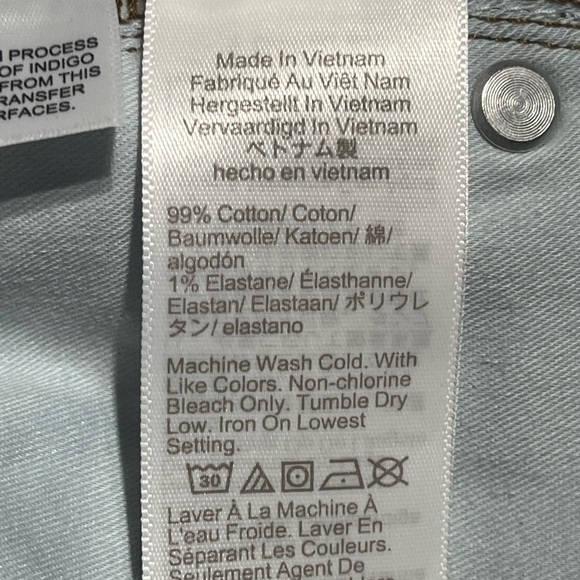 PROCESS
OF INDIGO
FROM THIS
Made In Vietnam
Fabriqué Au Viêt Nam
Hergestellt In Vietnam
Vervaardigd In Vietnam
ベトナム製
hecho en vietnam
99% Cotton/ Coton/
Baumwolle/ Katoen/ 綿/
algodón
1% Elastane/ Élasthanne/
Elastan/ Elastaan/ ポリウレ
タン/ elastano
Machine Wash Cold. With
Like Colors. Non-chlorine
Bleach Only. Tumble Dry
Low. Iron On Lowest
Setting.
30
Laver À La Machine À
L'eau Froide. Laver En
Séparant Les Couleurs.
Seulement Agent De